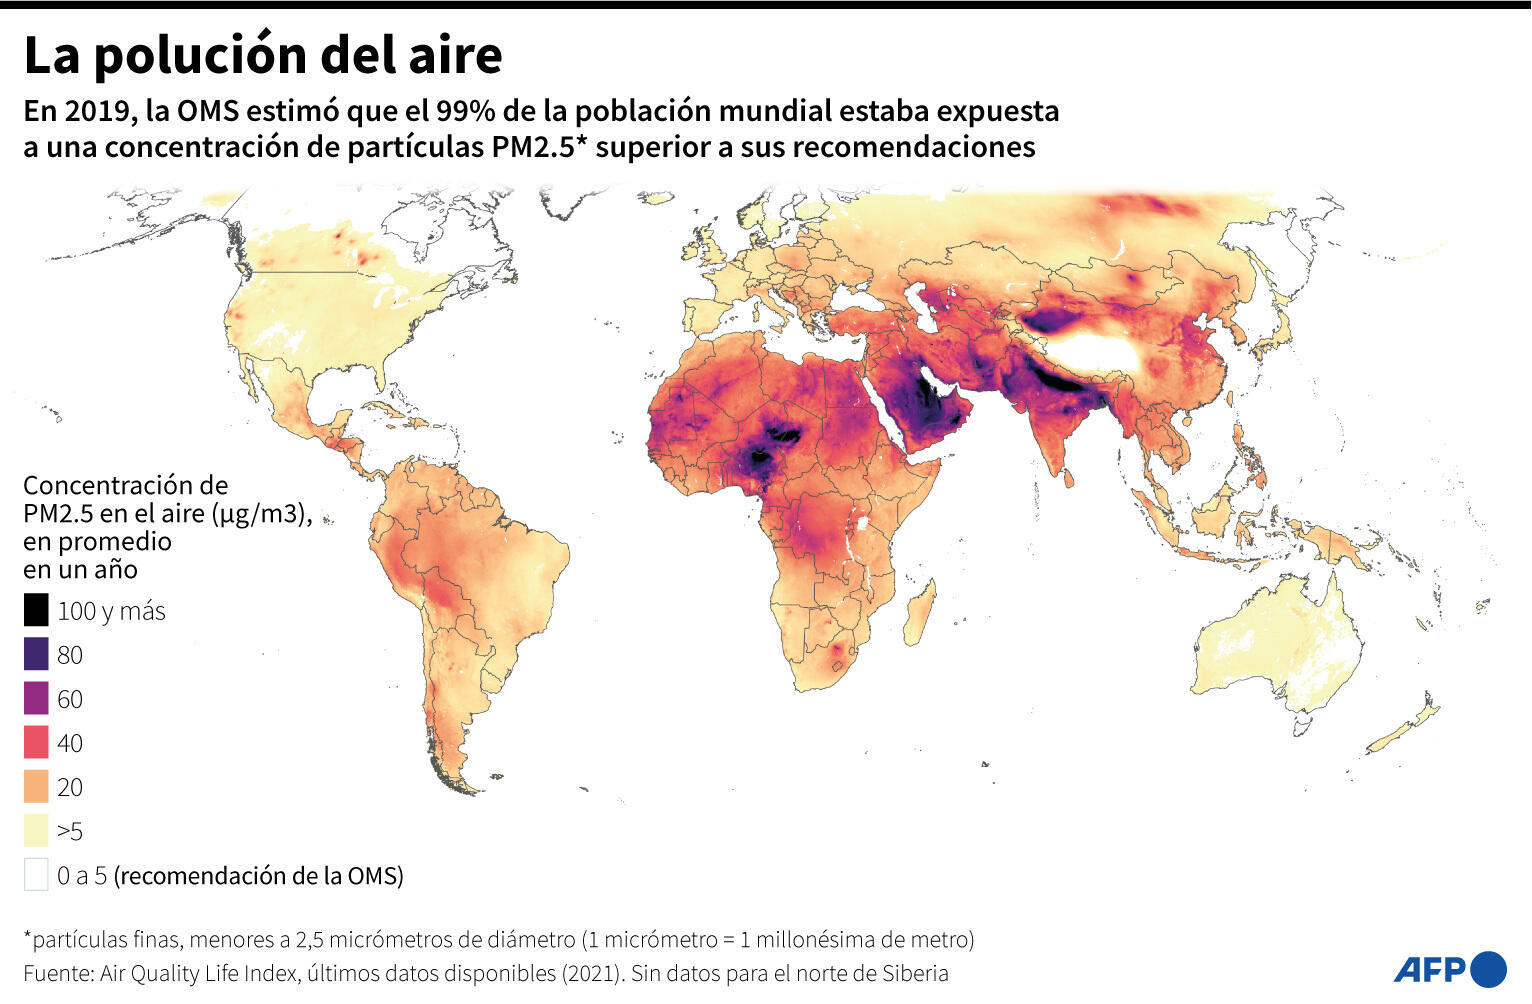 La polución del aire
En 2019, la OMS estimó que el 99% de la población mundial estaba expuesta
a una concentración de partículas PM2.5* superior a sus recomendaciones
Concentración de
PM2.5 en el aire (µg/m3),
en promedio
en un año
100 y más
80
60
40
20
>5
0 a 5 (recomendación de la OMS)
*partículas finas, menores a 2,5 micrómetros de diámetro (1 micrómetro = 1 millonésima de metro)
Fuente: Air Quality Life Index, últimos datos disponibles (2021). Sin datos para el norte de Siberia
AFP